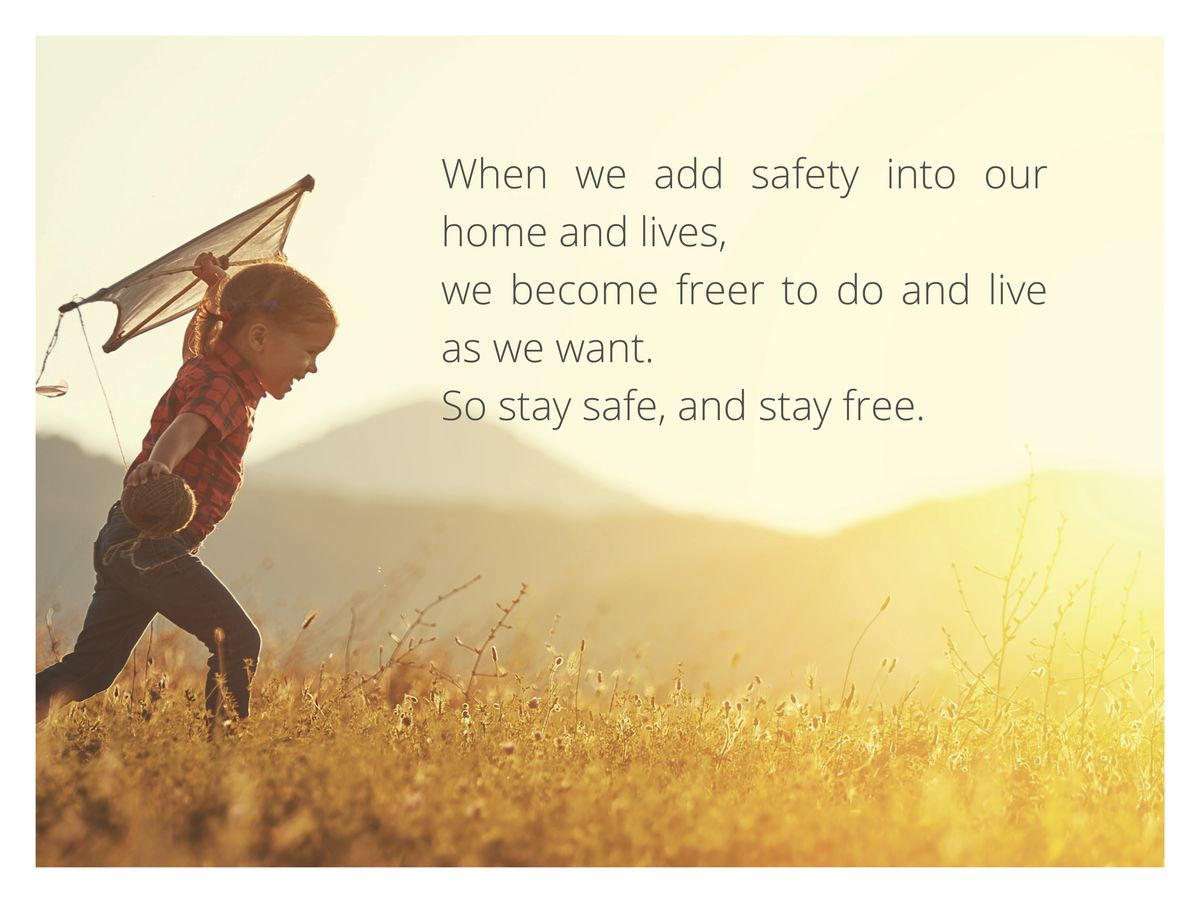 When we add safety into our
home and lives,
we become freer to do and live
as we want.
So stay safe, and stay free.